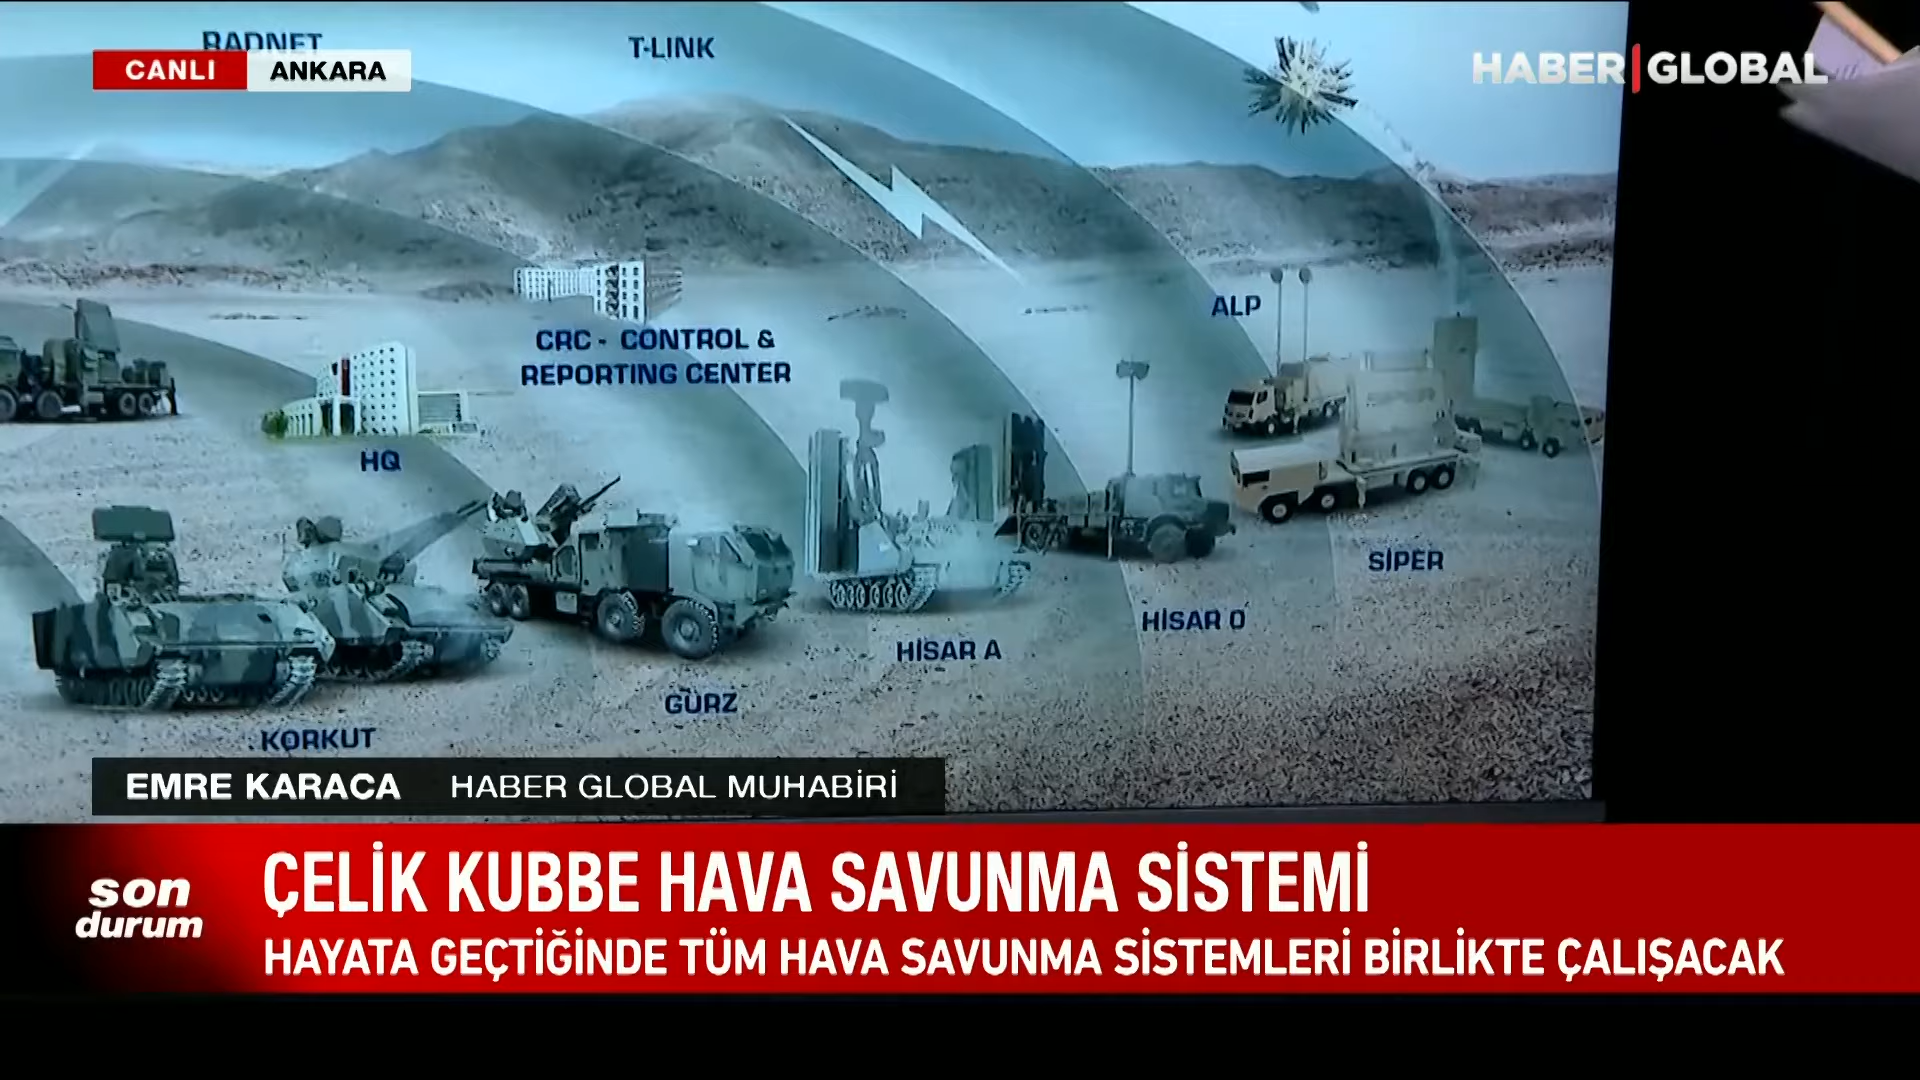 RADNET
T-LINK
CANLI
ANKARA
HABER|GLOBAL
ALP
CRC - CONTROL &
REPORTING CENTER
HQ
SİPER
HİSAR O
HİSAR A
GÜRZ
KORKUT
EMRE KARACA HABER GLOBAL MUHABİRİ
son
durum
ÇELİK KUBBE HAVA SAVUNMA SİSTEMİ
HAYATA GEÇTİĞİNDE TÜM HAVA SAVUNMA SİSTEMLERİ BİRLİKTE ÇALIŞACAK